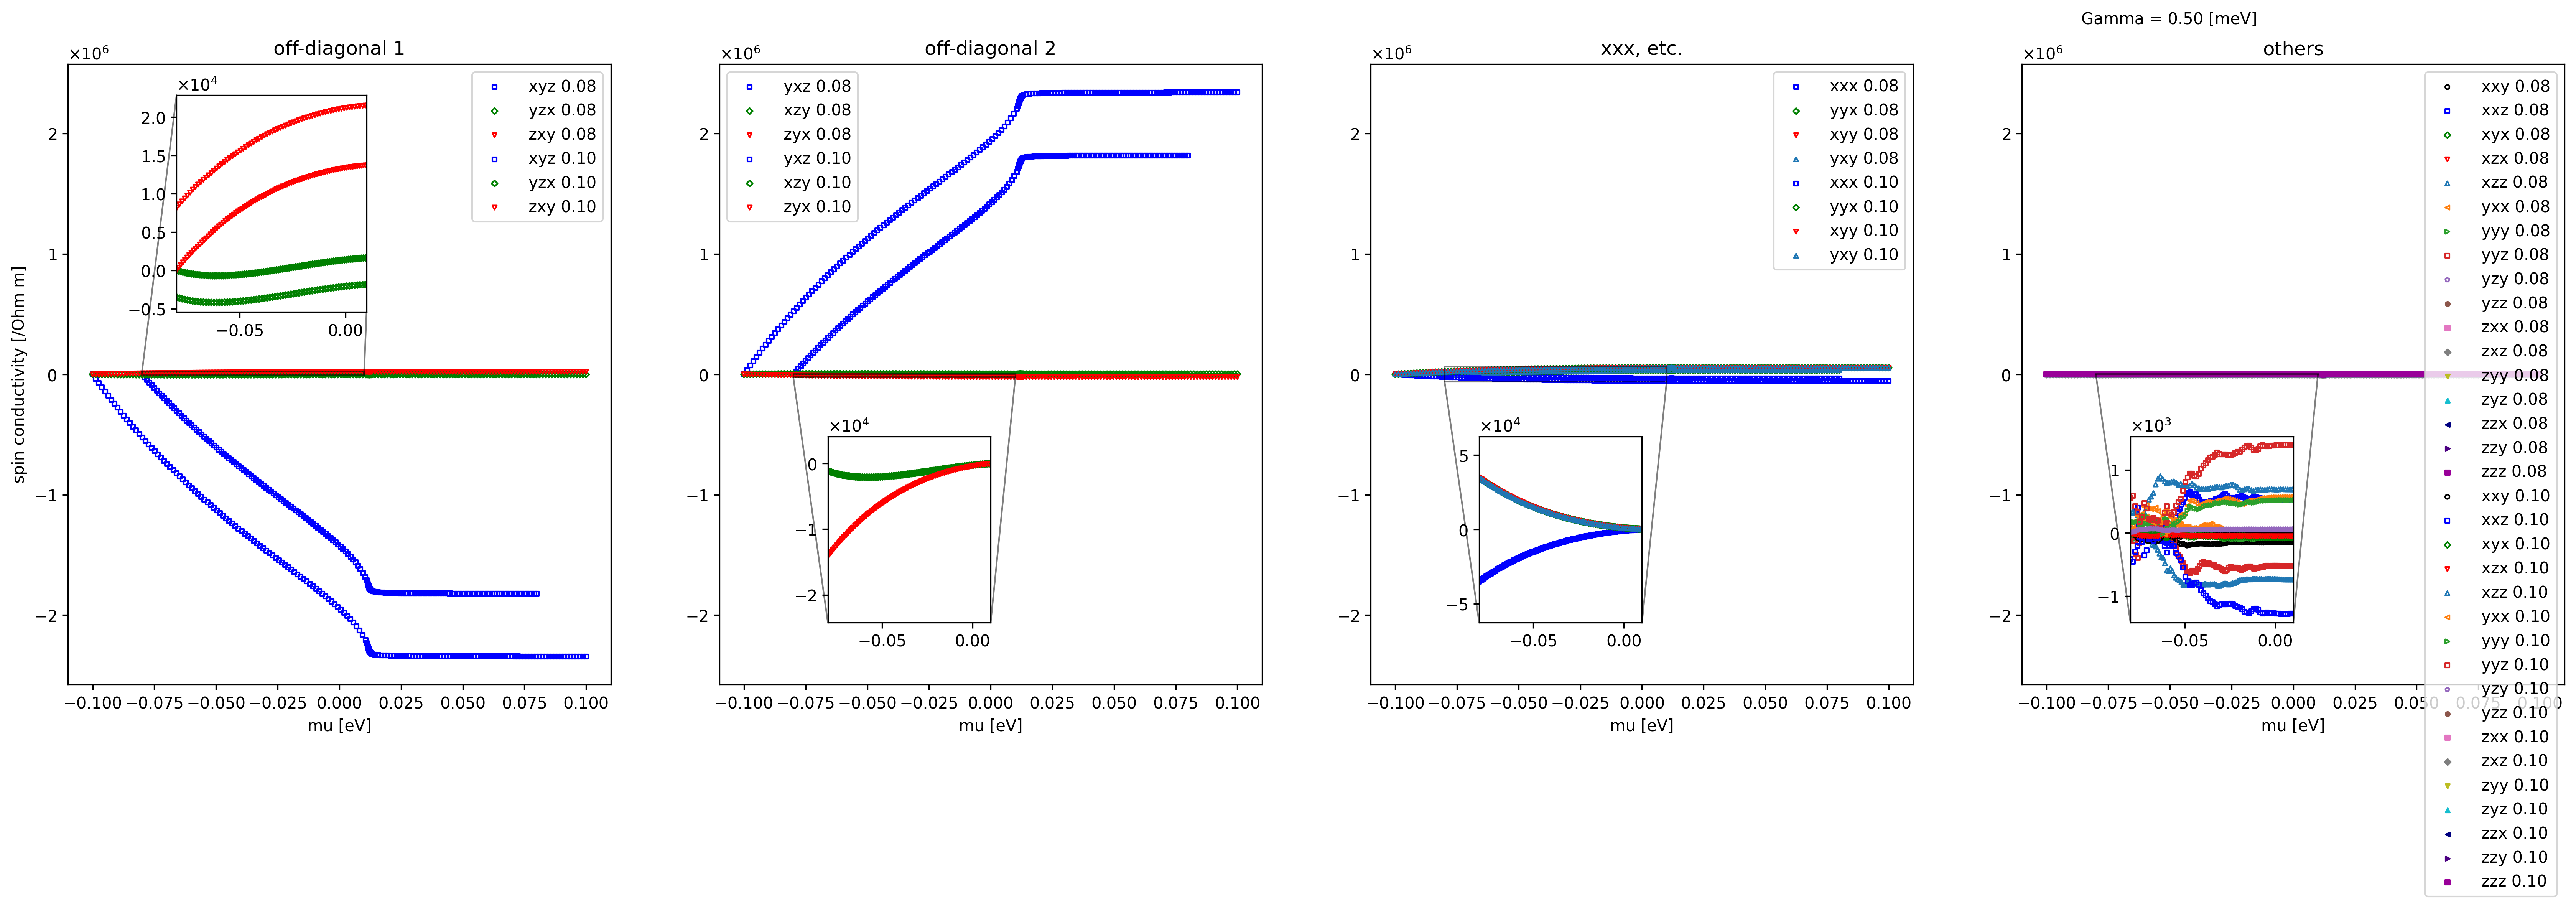 Gamma = 0.50 [meV]
off-diagonal 1
×10⁶
spin conductivity [/Ohm m]
2
1
0
−1
−2
−0.100 −0.075 −0.050 −0.025 0.000 0.025 0.050 0.075 0.100
mu [eV]
xyz 0.08
yzx 0.08
zxy 0.08
xyz 0.10
yzx 0.10
zxy 0.10
×10⁴
2.0
1.5
1.0
0.5
0.0
−0.5
−0.05 0.00
off-diagonal 2
×10⁶
2
1
0
−1
−2
−0.100 −0.075 −0.050 −0.025 0.000 0.025 0.050 0.075 0.100
mu [eV]
yxz 0.08
xzy 0.08
zyx 0.08
yxz 0.10
xzy 0.10
zyx 0.10
×10⁴
0
−1
−2
−0.05 0.00
xxx, etc.
×10⁶
2
1
0
−1
−2
−0.100 −0.075 −0.050 −0.025 0.000 0.025 0.050 0.075 0.100
mu [eV]
xxx 0.08
yyx 0.08
xyy 0.08
yxy 0.08
xxx 0.10
yyx 0.10
xyy 0.10
yxy 0.10
×10⁴
5
0
−5
−0.05 0.00
others
×10⁶
2
1
0
−1
−2
−0.100 −0.075 −0.050 −0.025 0.000 0.025 0.050 0.075 0.100
mu [eV]
xxy 0.08
xxz 0.08
xyx 0.08
xzx 0.08
xzz 0.08
yxx 0.08
yyy 0.08
yyz 0.08
yzy 0.08
yzz 0.08
zxx 0.08
zxz 0.08
zyy 0.08
zyz 0.08
zzx 0.08
zzy 0.08
zzz 0.08
xxy 0.10
xxz 0.10
xyx 0.10
xzx 0.10
xzz 0.10
yxx 0.10
yyy 0.10
yyz 0.10
yzy 0.10
yzz 0.10
zxx 0.10
zxz 0.10
zyy 0.10
zyz 0.10
zzx 0.10
zzy 0.10
zzz 0.10
×10³
1
0
−1
−0.05 0.00